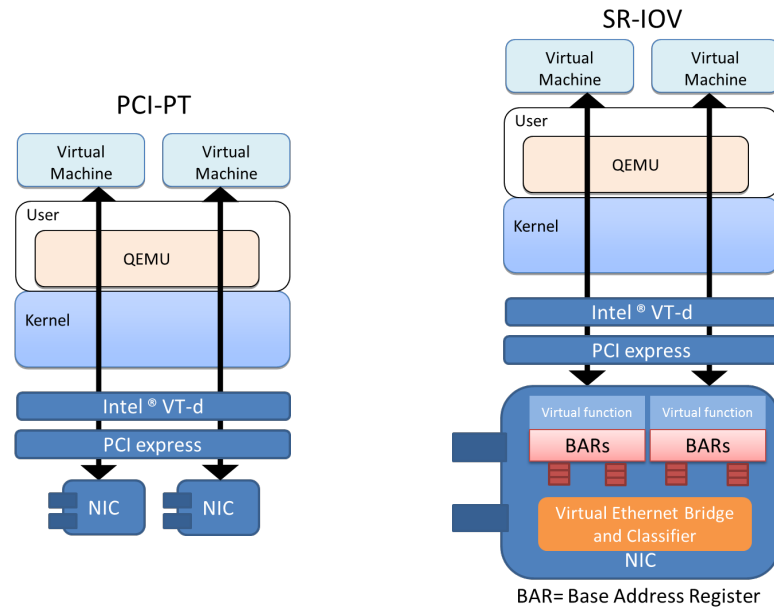 PCI-PT
Virtual
Machine
Virtual
Machine
User
QEMU
Kernel
Intel ® VT-d
PCI express
NIC
NIC
SR-IOV
Virtual
Machine
Virtual
Machine
User
QEMU
Kernel
Intel ® VT-d
PCI express
Virtual function
Virtual function
BARs
BARs
Virtual Ethernet Bridge
and Classifier
NIC
BAR= Base Address Register